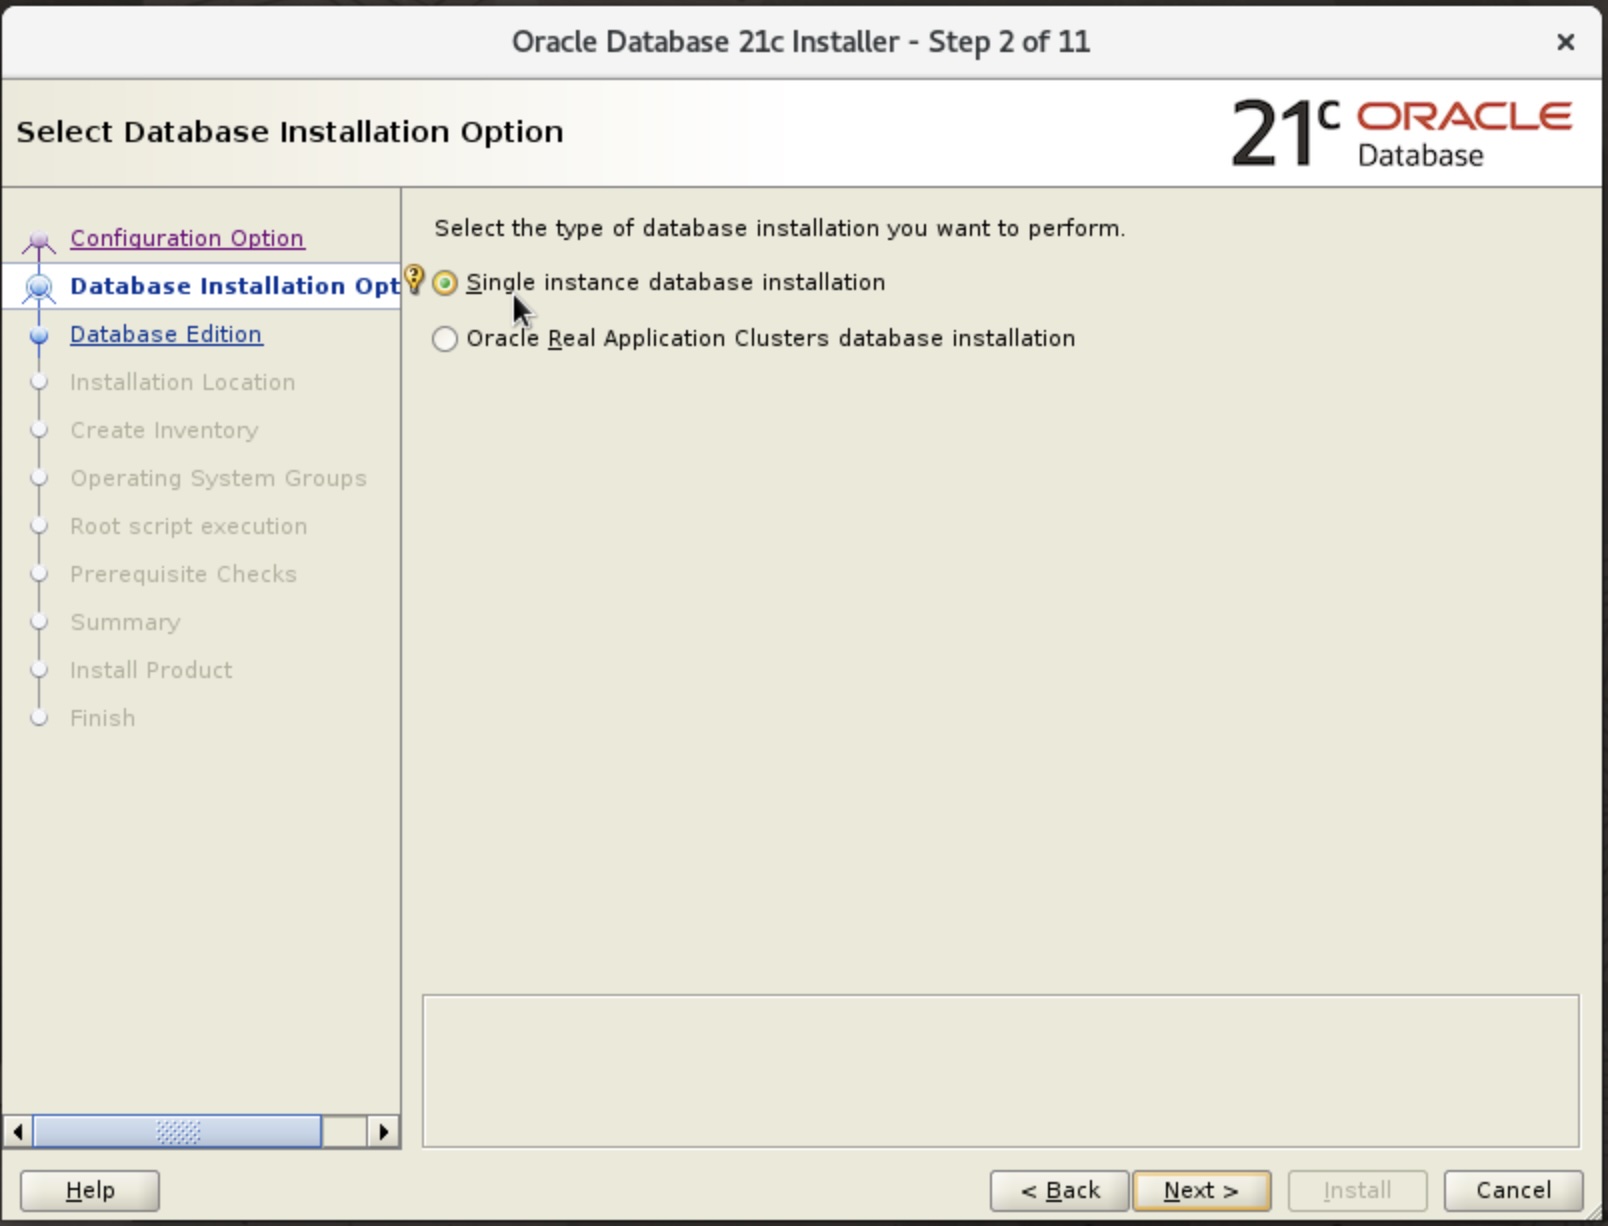 Oracle Database 21c Installer - Step 2 of 11
Select Database Installation Option
21c ORACLE
Database
Configuration Option
Database Installation Opt
Database Edition
Installation Location
Create Inventory
Operating System Groups
Root script execution
Prerequisite Checks
Summary
Install Product
Finish
Select the type of database installation you want to perform.
Single instance database installation
Oracle Real Application Clusters database installation
Help
< Back
Next >
Install
Cancel